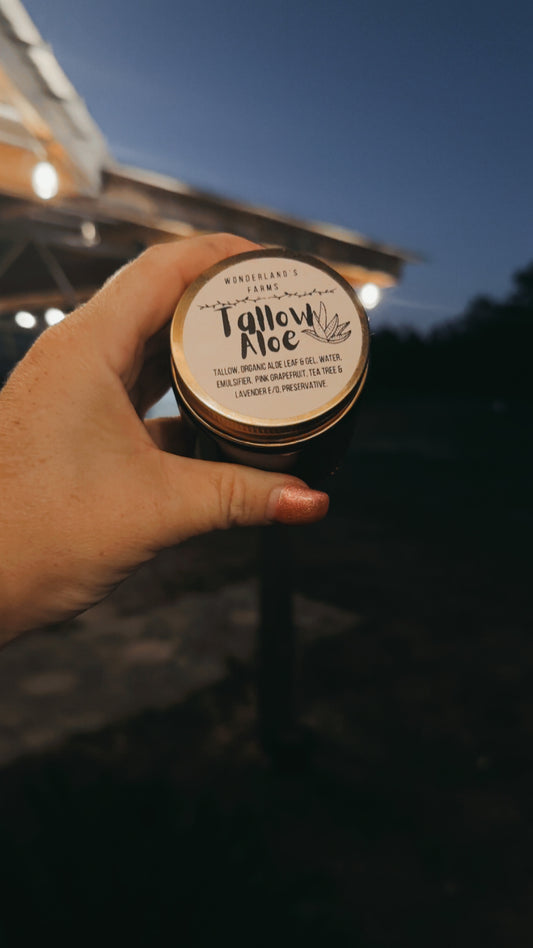 WONDERLAND'S
FARMS
Tallow
Aloe
TALLOW, ORGANIC ALOE LEAF & GEL, WATER,
EMULSIFIER, PINK GRAPEFRUIT, TEA TREE &
LAVENDER E/O, PRESERVATIVE.